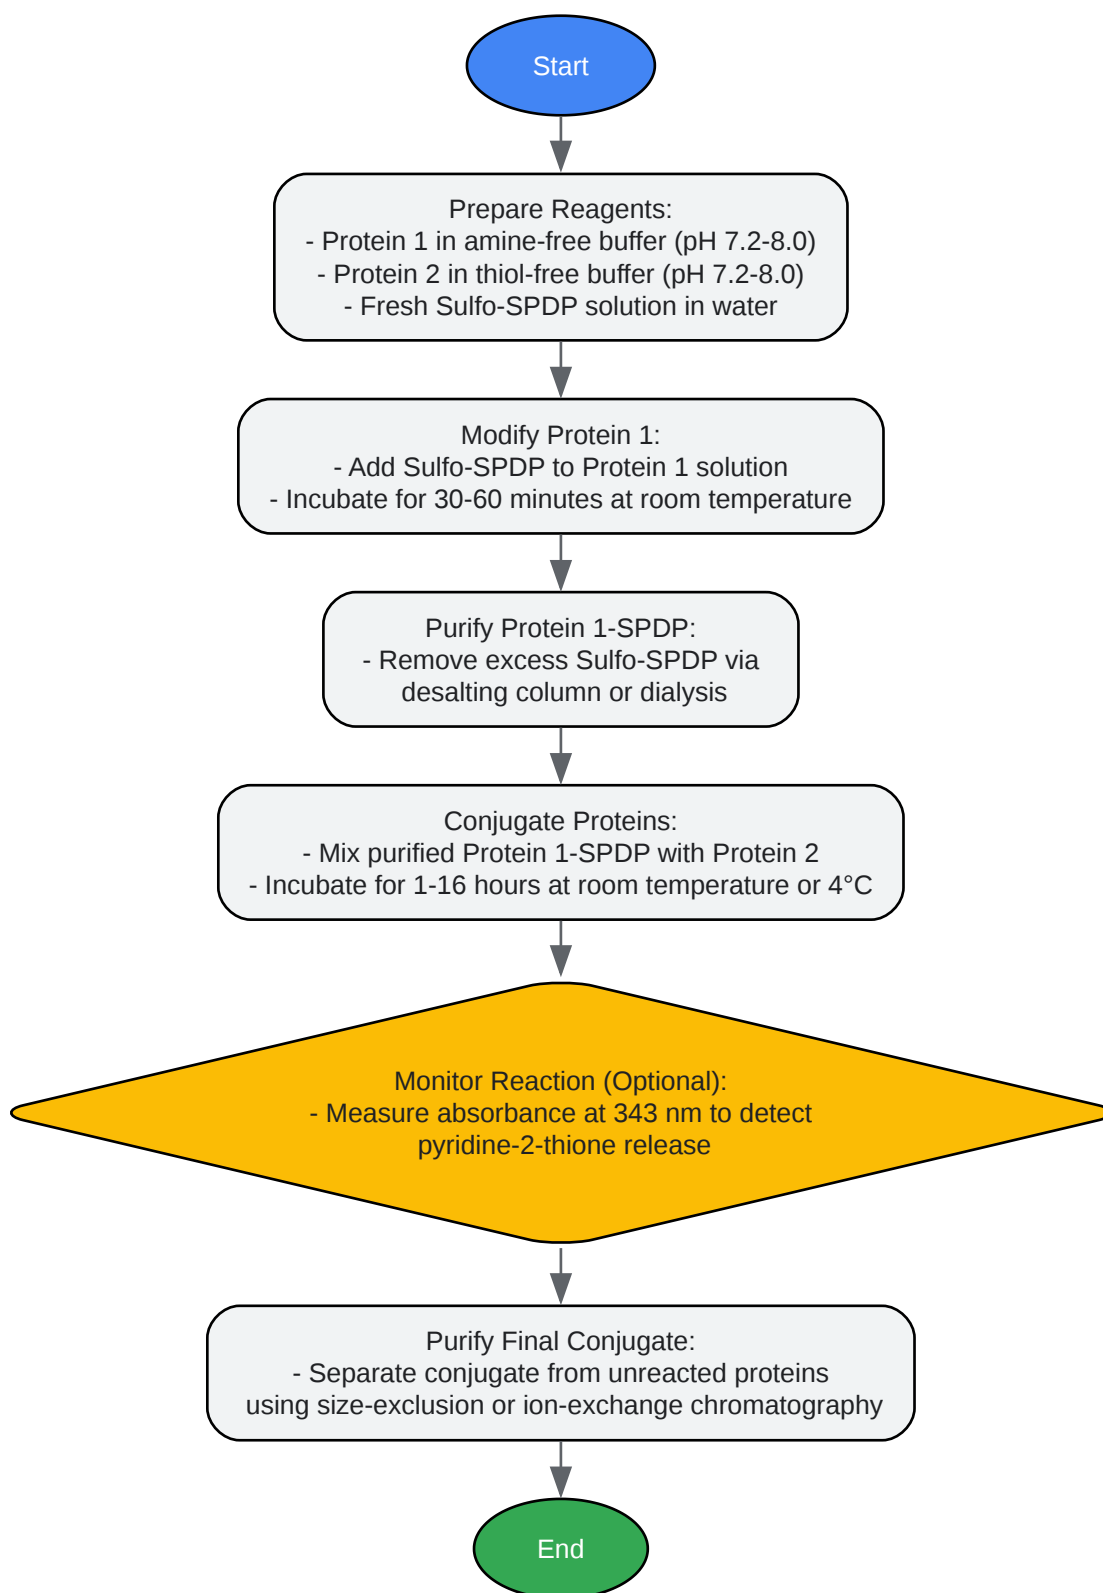 Start
Prepare Reagents:
- Protein 1 in amine-free buffer (pH 7.2-8.0)
- Protein 2 in thiol-free buffer (pH 7.2-8.0)
- Fresh Sulfo-SPDP solution in water
Modify Protein 1:
- Add Sulfo-SPDP to Protein 1 solution
- Incubate for 30-60 minutes at room temperature
Purify Protein 1-SPDP:
- Remove excess Sulfo-SPDP via
desalting column or dialysis
Conjugate Proteins:
- Mix purified Protein 1-SPDP with Protein 2
- Incubate for 1-16 hours at room temperature or 4°C
Monitor Reaction (Optional):
- Measure absorbance at 343 nm to detect
pyridine-2-thione release
Purify Final Conjugate:
- Separate conjugate from unreacted proteins
using size-exclusion or ion-exchange chromatography
End